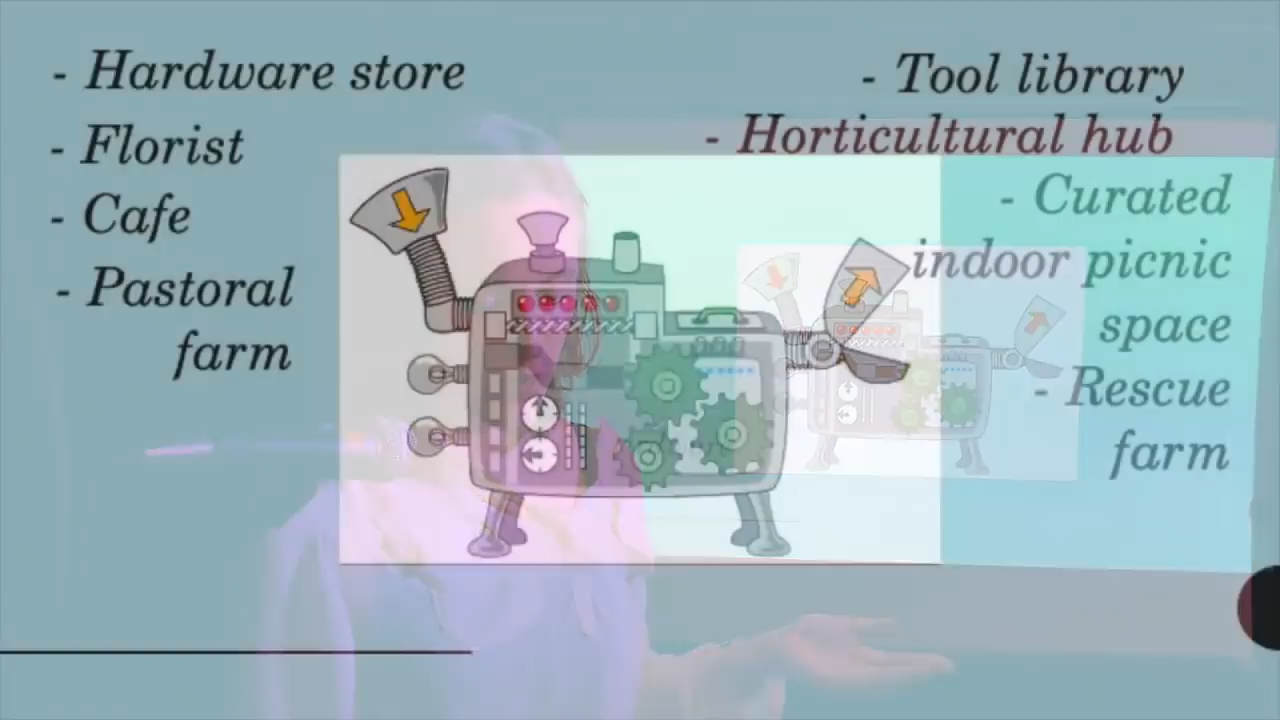 - Hardware store
- Florist
- Cafe
- Pastoral
farm
- Tool library
- Horticultural hub
- Curated
indoor picnic
space
- Rescue
farm